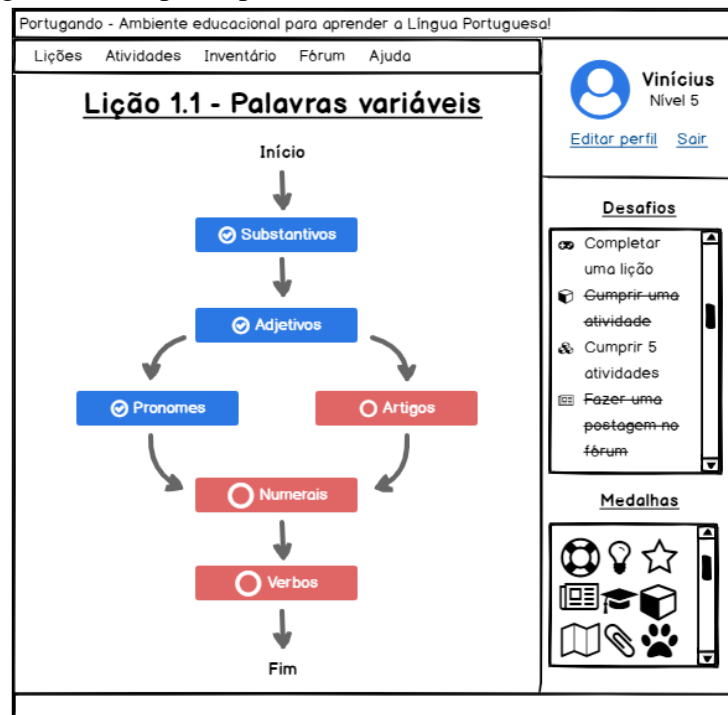 Portugando - Ambiente educacional para aprender a Língua Portuguesa!
Lições Atividades Inventário Fórum Ajuda
Lição 1.1 - Palavras variáveis
Início
Substantivos
Adjetivos
Pronomes
Artigos
Numerais
Verbos
Fim
Vinícius
Nível 5
Editar perfil Sair
Desafios
Completar
uma lição
Cumprir uma
atividade
Cumprir 5
atividades
Fazer uma
postagem no
fórum
Medalhas